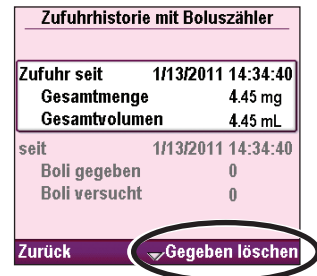 Zufuhrhistorie mit Boluszähler
Zufuhr seit 1/13/2011 14:34:40
Gesamtmenge 4.45 mg
Gesamtvolumen 4.45 mL
seit 1/13/2011 14:34:40
Boli gegeben 0
Boli versucht 0
Zurück Gegeben löschen